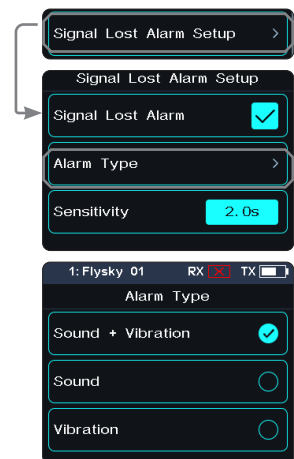 Signal Lost Alarm Setup >
Signal Lost Alarm Setup
Signal Lost Alarm
Alarm Type >
Sensitivity 2.0s
1: Flysky 01 RX TX
Alarm Type
Sound + Vibration
Sound
Vibration